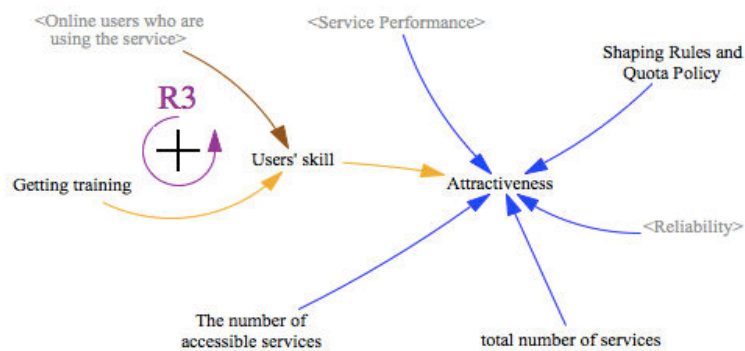 <Online users who are
using the service>
<Service Performance>
Shaping Rules and
Quota Policy
R3
Users' skill
Getting training
Attractiveness
<Reliability>
The number of
accessible services
total number of services